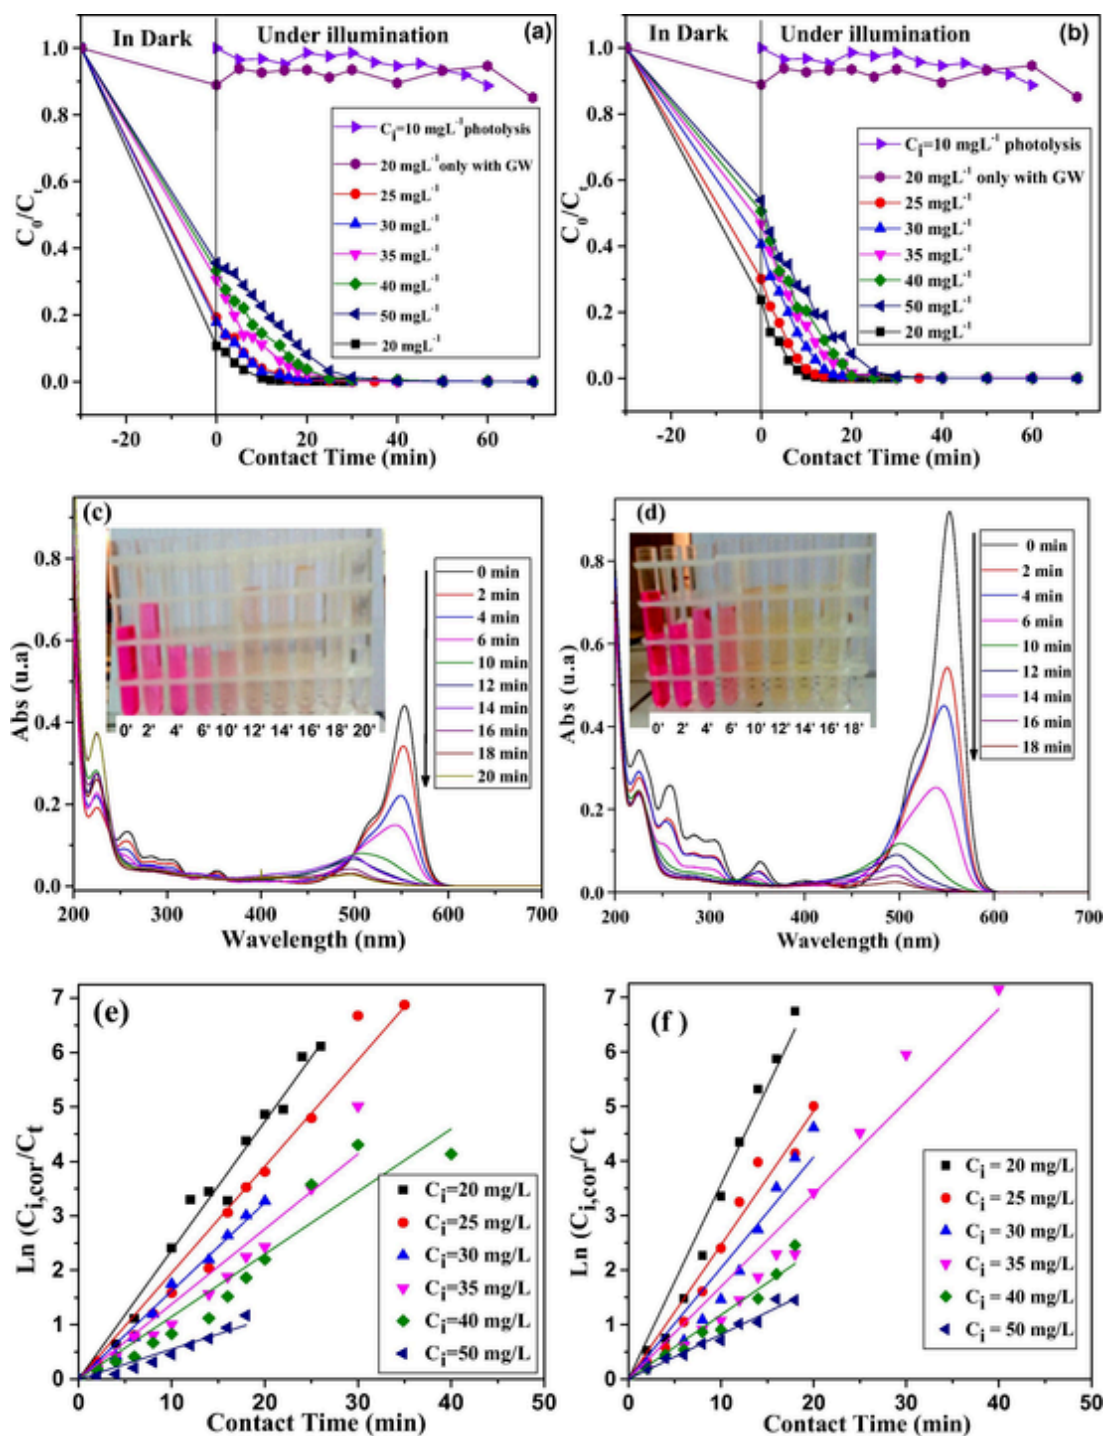 In Dark
Under illumination
(a)
1.0
0.8
0.6
0.4
0.2
0.0
C₀/Cₜ
Cᵢ=10 mgL⁻¹ photolysis
20 mgL⁻¹ only with GW
25 mgL⁻¹
30 mgL⁻¹
35 mgL⁻¹
40 mgL⁻¹
50 mgL⁻¹
20 mgL⁻¹
-20 0 20 40 60
Contact Time (min)
In Dark
Under illumination
(b)
1.0
0.8
0.6
0.4
0.2
0.0
C₀/Cₜ
Cᵢ=10 mgL⁻¹ photolysis
20 mgL⁻¹ only with GW
25 mgL⁻¹
30 mgL⁻¹
35 mgL⁻¹
40 mgL⁻¹
50 mgL⁻¹
20 mgL⁻¹
-20 0 20 40 60
Contact Time (min)
(c)
0.8
0.6
0.4
0.2
0.0
Abs (u.a)
0' 2' 4' 6' 10' 12' 14' 16' 18' 20'
0 min
2 min
4 min
6 min
10 min
12 min
14 min
16 min
18 min
20 min
200 300 400 500 600 700
Wavelength (nm)
(d)
0.8
0.6
0.4
0.2
0.0
Abs (u.a)
0' 2' 4' 6' 10' 12' 14' 16' 18'
0 min
2 min
4 min
6 min
10 min
12 min
14 min
16 min
18 min
200 300 400 500 600 700
Wavelength (nm)
(e)
7
6
5
4
3
2
1
0
Ln (Cᵢ,cor/Cₜ
Cᵢ=20 mg/L
Cᵢ=25 mg/L
Cᵢ=30 mg/L
Cᵢ=35 mg/L
Cᵢ=40 mg/L
Cᵢ=50 mg/L
0 10 20 30 40 50
Contact Time (min)
(f )
7
6
5
4
3
2
1
0
Ln (Cᵢ,cor/Cₜ
Cᵢ = 20 mg/L
Cᵢ = 25 mg/L
Cᵢ = 30 mg/L
Cᵢ = 35 mg/L
Cᵢ = 40 mg/L
Cᵢ = 50 mg/L
0 10 20 30 40 50
Contact Time (min)